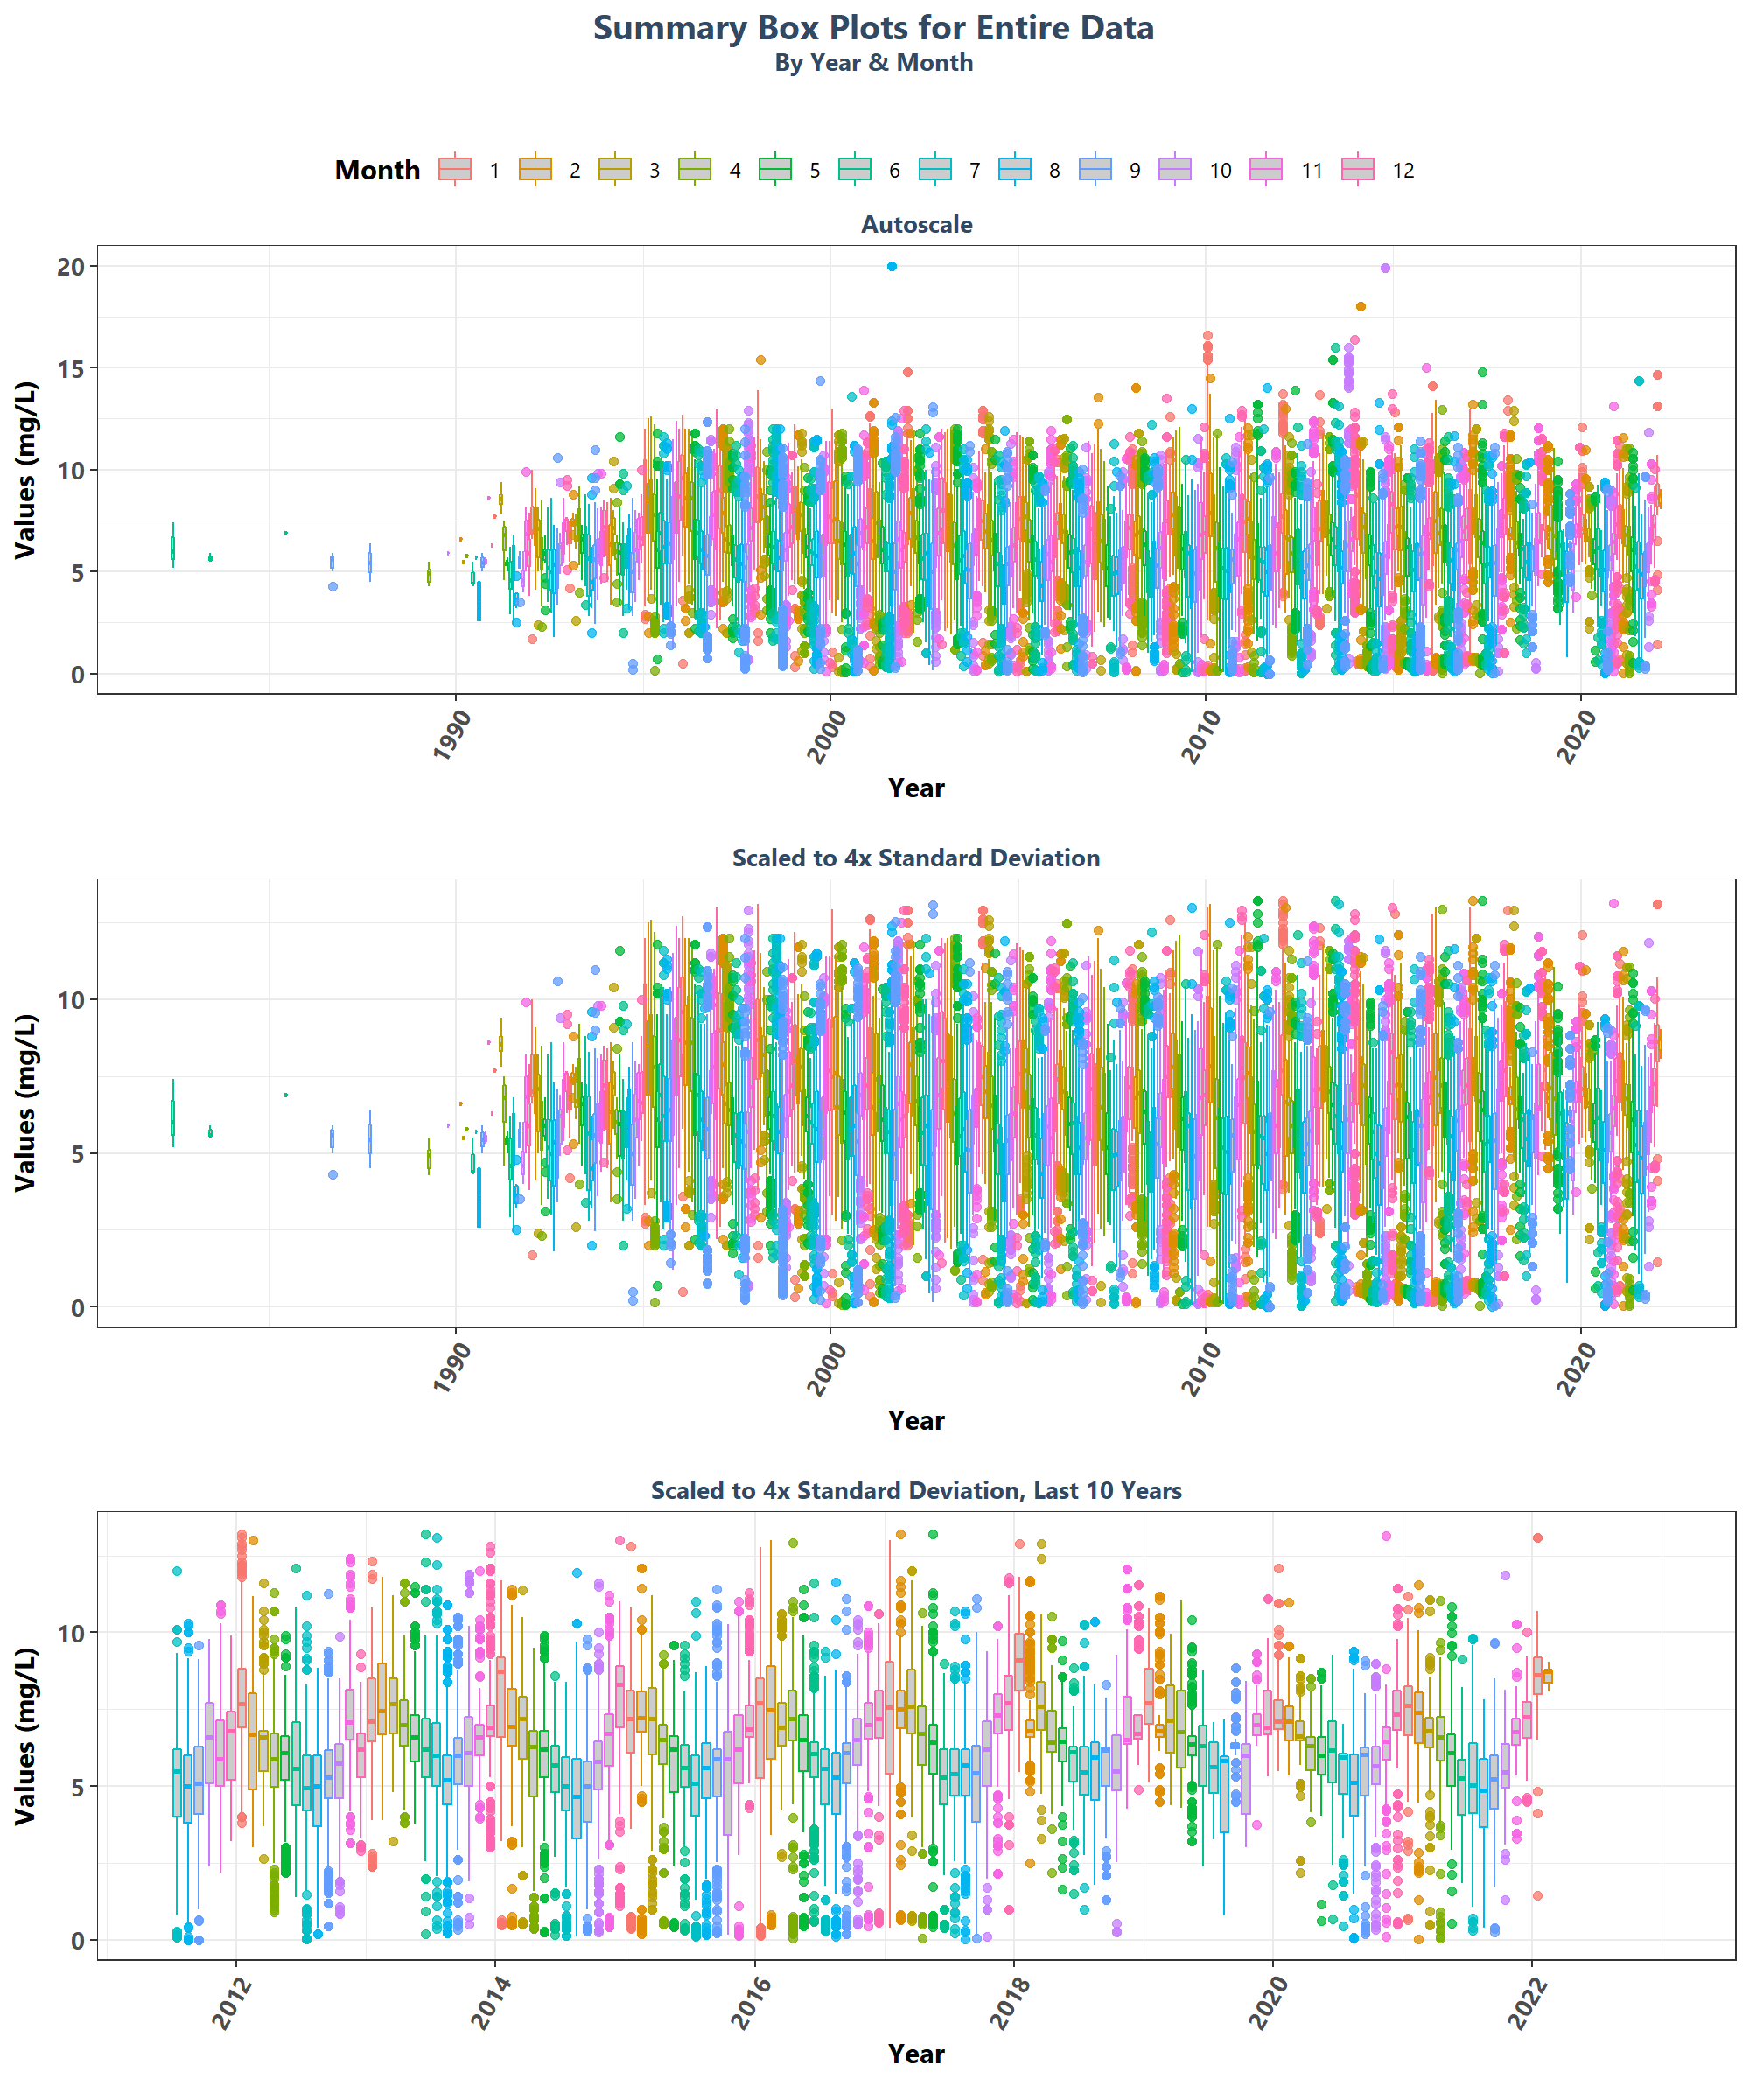 Summary Box Plots for Entire Data
By Year & Month
Month 1 2 3 4 5 6 7 8 9 10 11 12
Autoscale
Values (mg/L)
20
15
10
5
0
1990 2000 2010 2020
Year
Scaled to 4x Standard Deviation
Values (mg/L)
10
5
0
1990 2000 2010 2020
Year
Scaled to 4x Standard Deviation, Last 10 Years
Values (mg/L)
10
5
0
2012 2014 2016 2018 2020 2022
Year